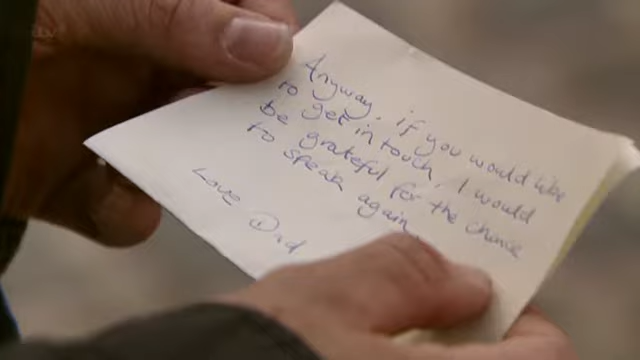 itv
Anyway, if you would like
to get in touch, I would
be grateful for the chance
to speak again
Love Dad